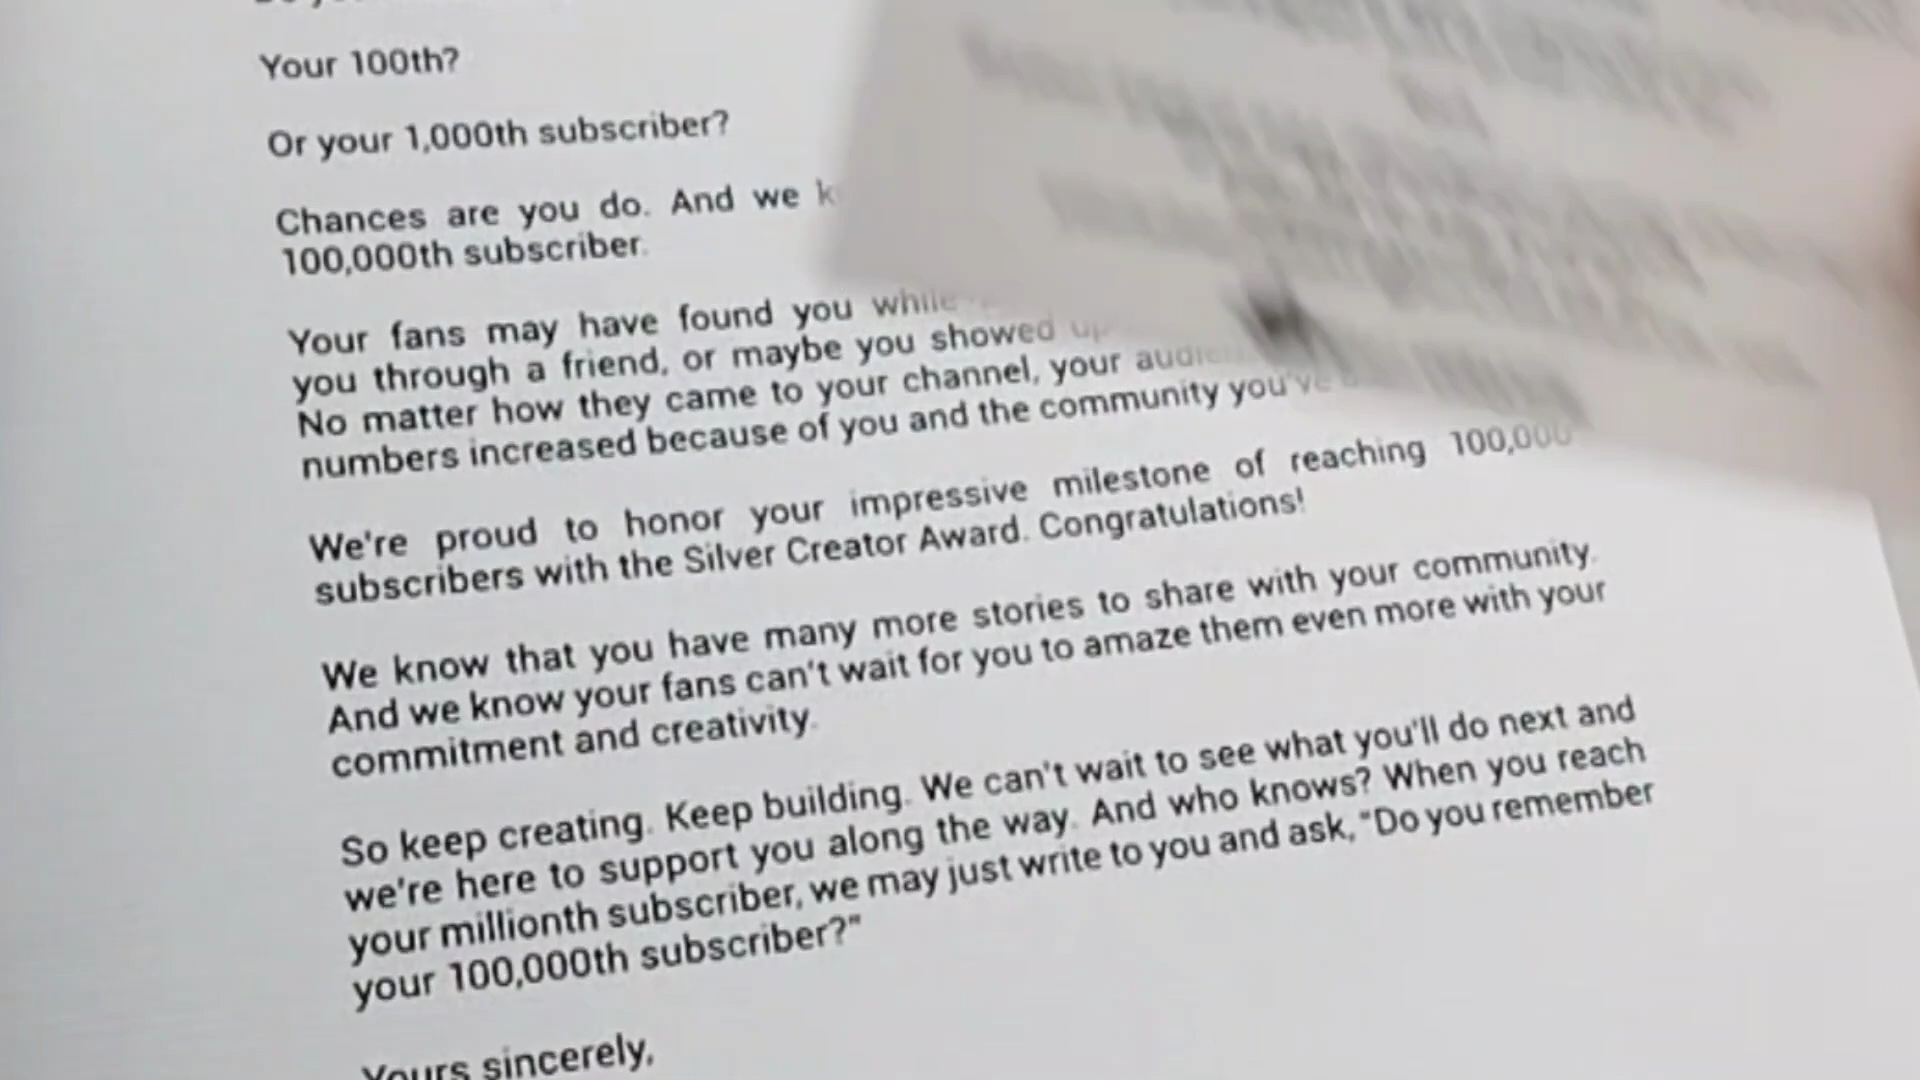 Your 100th?
Or your 1,000th subscriber?
Chances are you do. And we
100,000th subscriber.
Your fans may have found you while
you through a friend, or maybe you showed up
No matter how they came to your channel, your
numbers increased because of you and the community you've
We're proud to honor your impressive milestone of reaching 100,000
subscribers with the Silver Creator Award. Congratulations!
We know that you have many more stories to share with your community.
And we know your fans can't wait for you to amaze them even more with your
commitment and creativity.
So keep creating. Keep building. We can't wait to see what you'll do next and
we're here to support you along the way. And who knows? When you reach
your millionth subscriber, we may just write to you and ask, "Do you remember
your 100,000th subscriber?"
Yours sincerely,